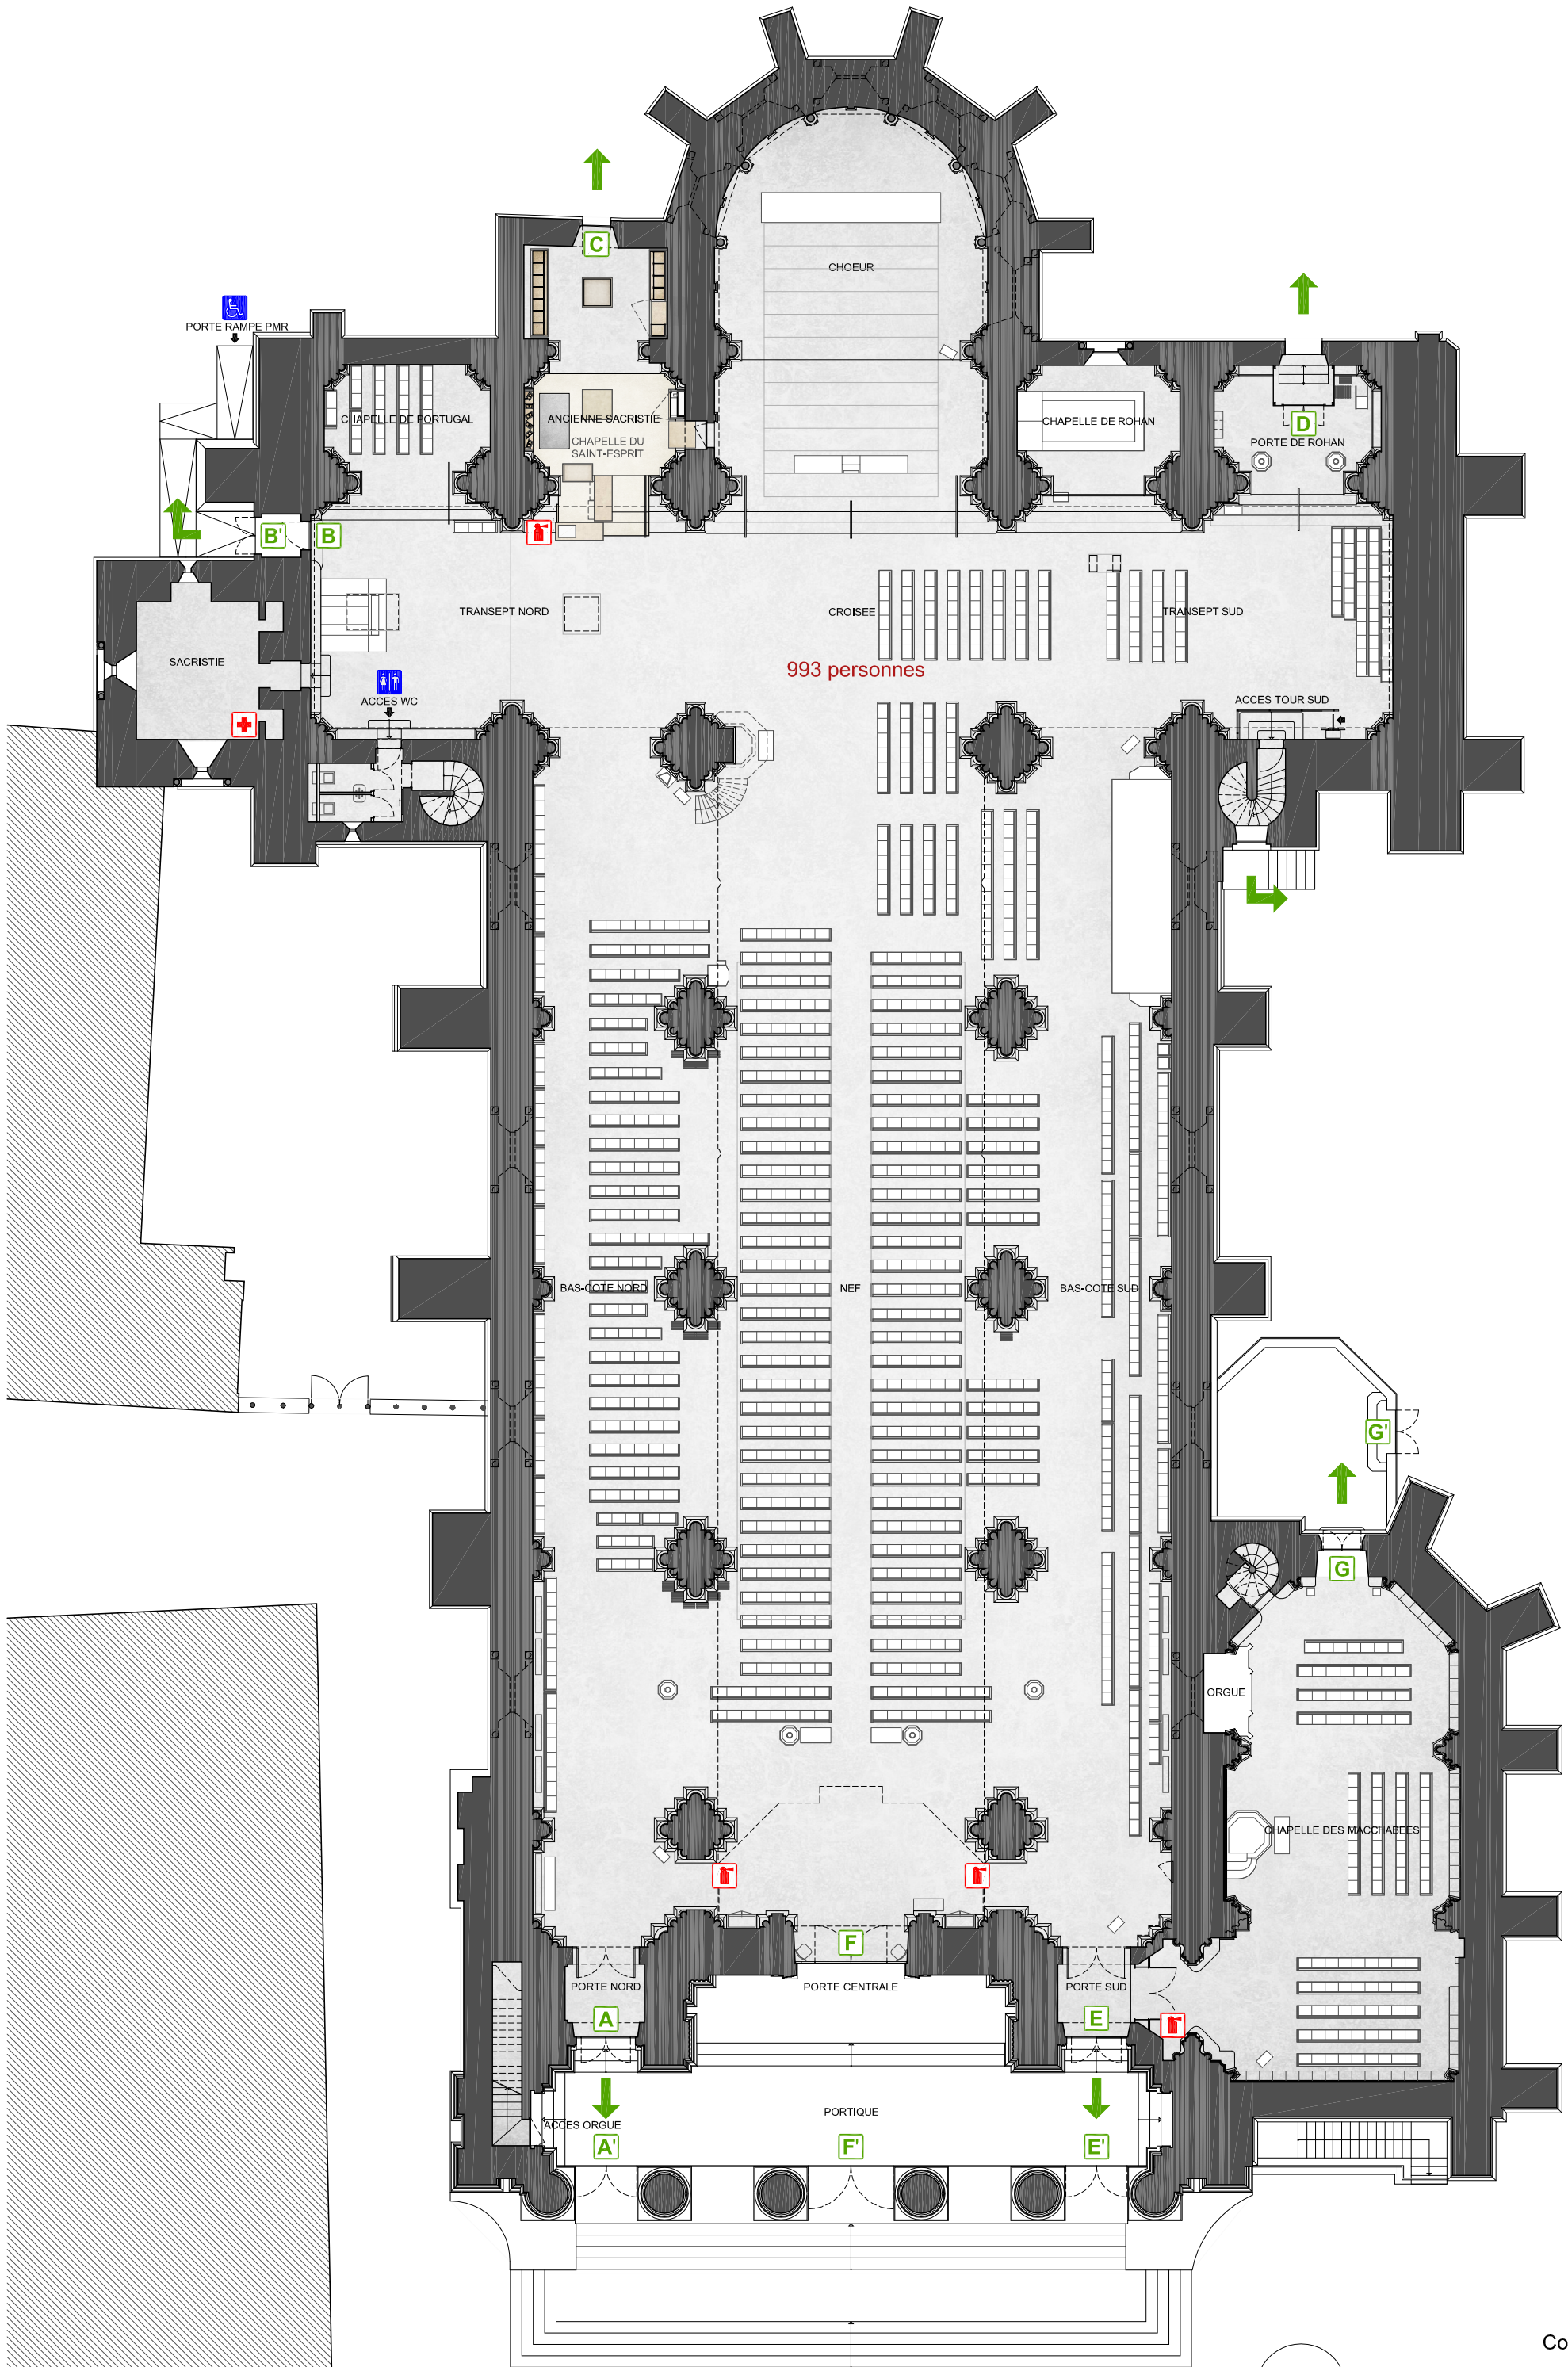 C
CHOEUR
PORTE RAMPE PMR
CHAPELLE DE PORTUGAL
ANCIENNE SACRISTIE
CHAPELLE DU
SAINT-ESPRIT
CHAPELLE DE ROHAN
D
PORTE DE ROHAN
B'
B
TRANSEPT NORD
CROISEE
TRANSEPT SUD
SACRISTIE
993 personnes
ACCES WC
ACCES TOUR SUD
BAS-COTE NORD
NEF
BAS-COTE SUD
G'
G
ORGUE
CHAPELLE DES MACCHABEES
F
PORTE NORD
PORTE CENTRALE
PORTE SUD
A
E
PORTIQUE
ACCES ORGUE
A'
F'
E'
Co